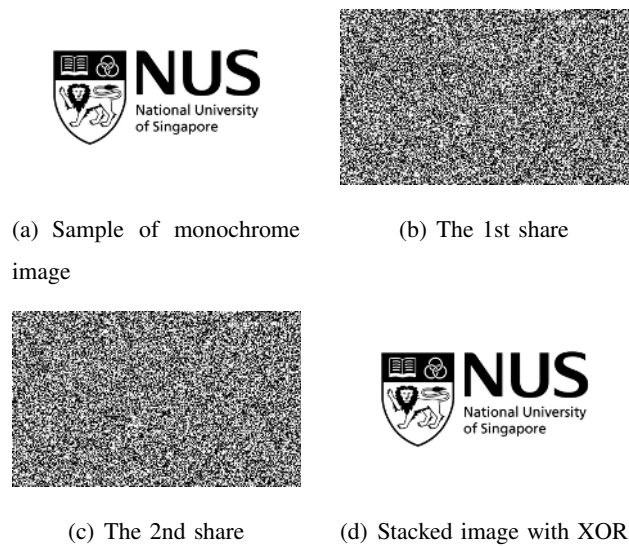 NUS
National University
of Singapore
(a) Sample of monochrome
image
(b) The 1st share
(c) The 2nd share
NUS
National University
of Singapore
(d) Stacked image with XOR